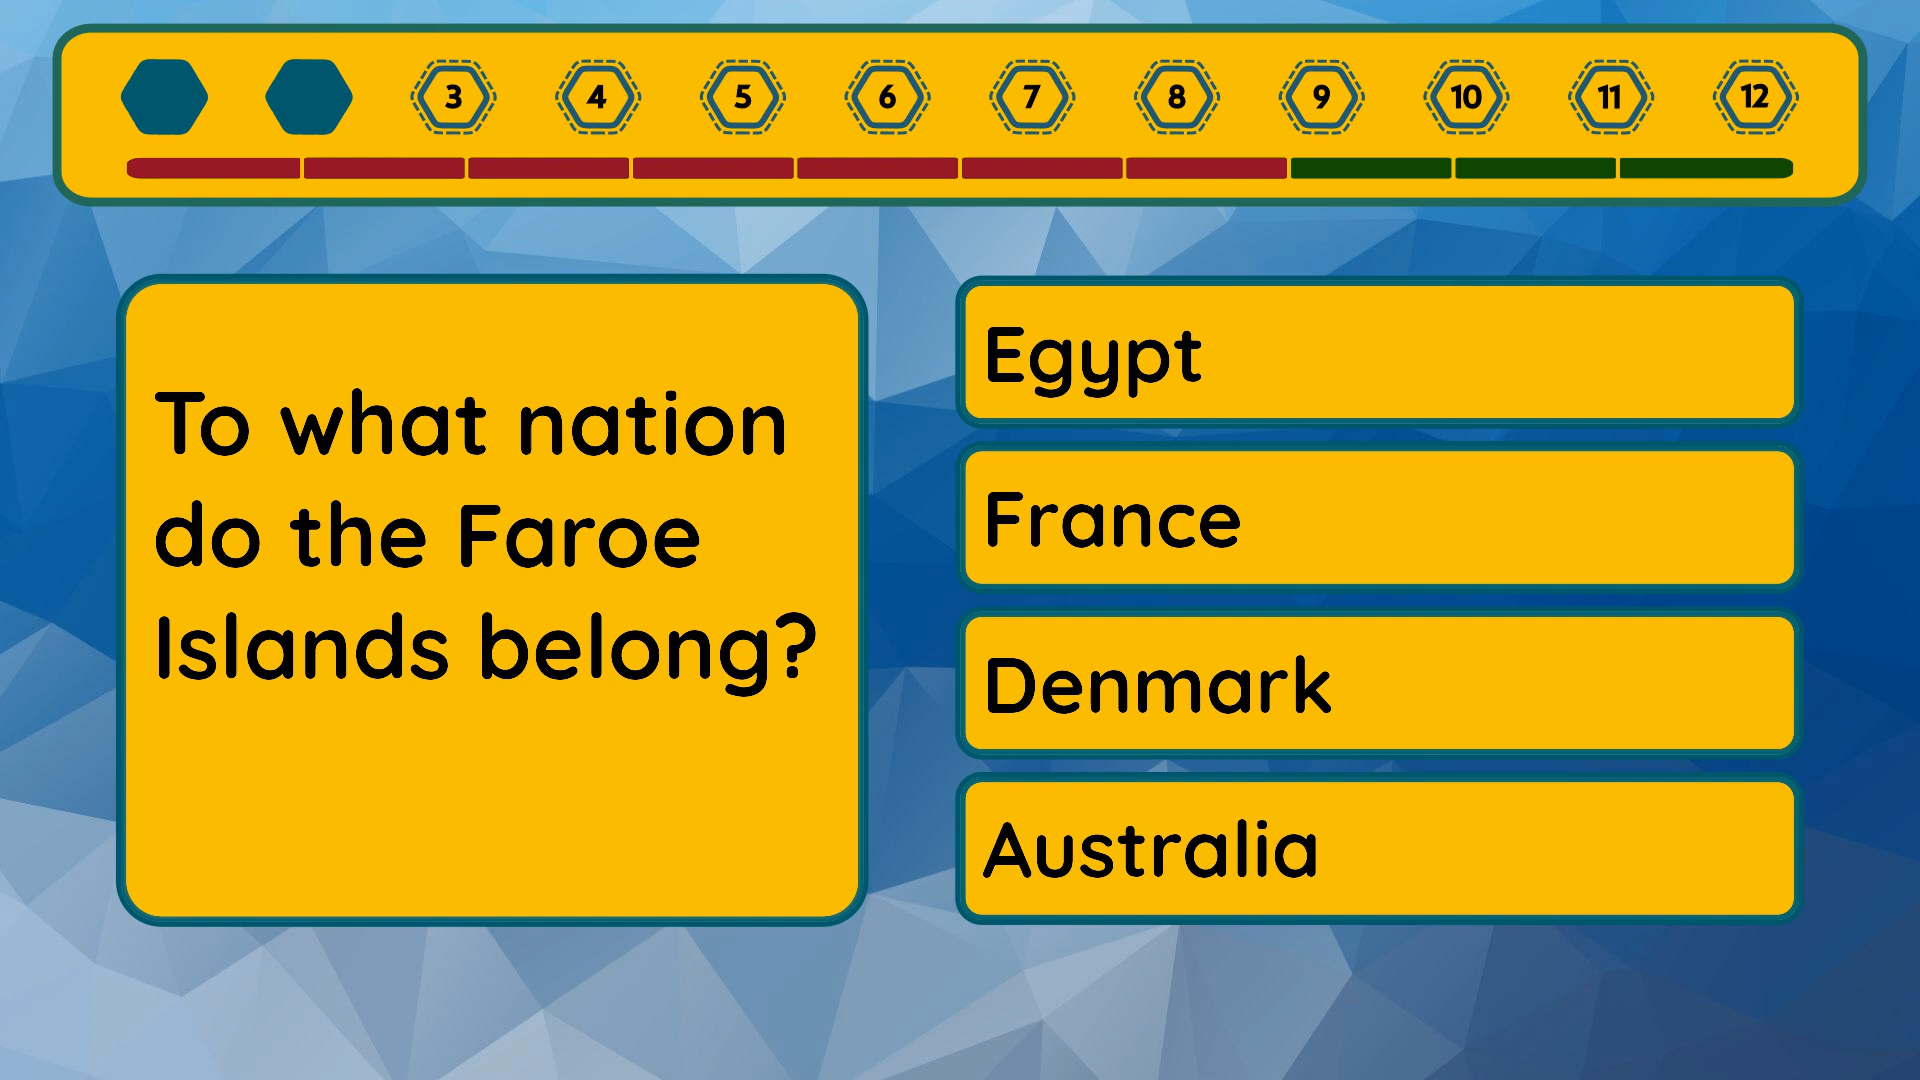 3 4 5 6 7 8 9 10 11 12
To what nation
do the Faroe
Islands belong?
Egypt
France
Denmark
Australia